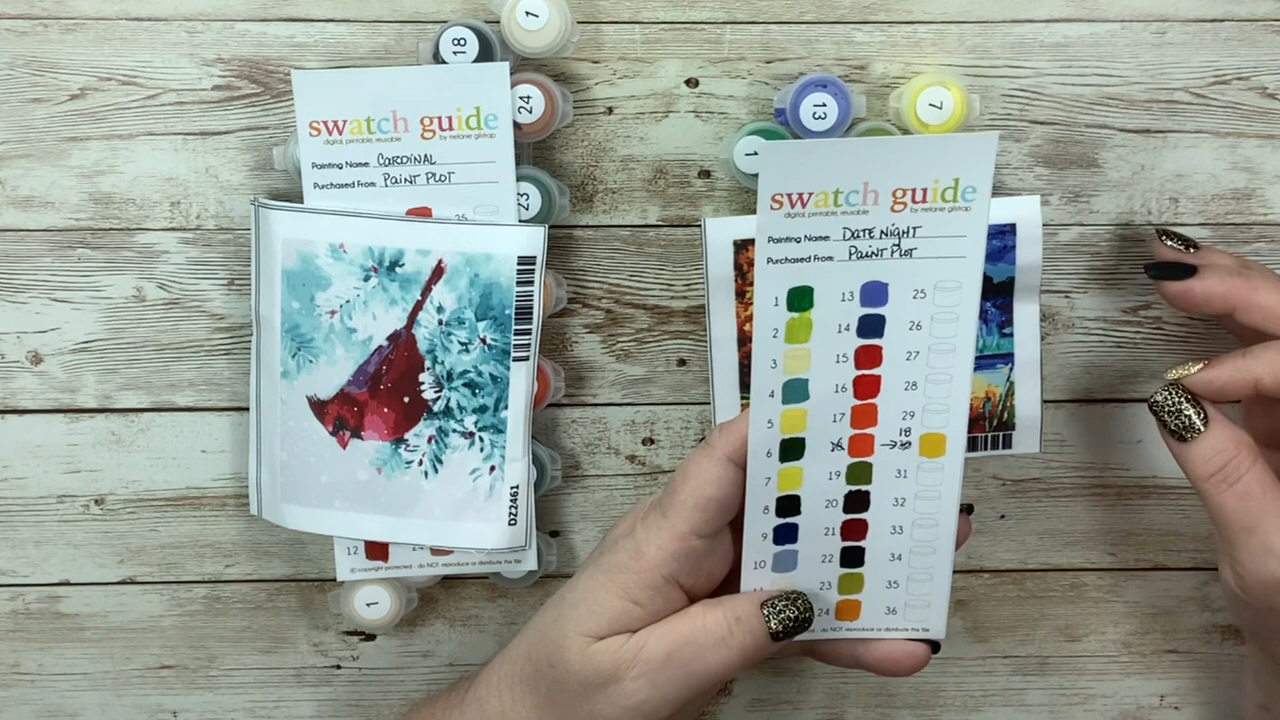 18
1
24
23
1
swatch guide
digital, printable, reusable by melanie gilstrap
Painting Name: CARDINAL
Purchased From: PAINT PLOT
25
DZ2461
12 24
© copyright protected - do NOT reproduce or distribute the file
13
7
1
swatch guide
digital, printable, reusable by melanie gilstrap
Painting Name: DATE NIGHT
Purchased From: PAINT PLOT
1 13 25
2 14 26
3 15 27
4 16 28
5 17 29
6 → 18
7 19 31
8 20 32
9 21 33
10 22 34
23 35
24 36
- do NOT reproduce or distribute the file